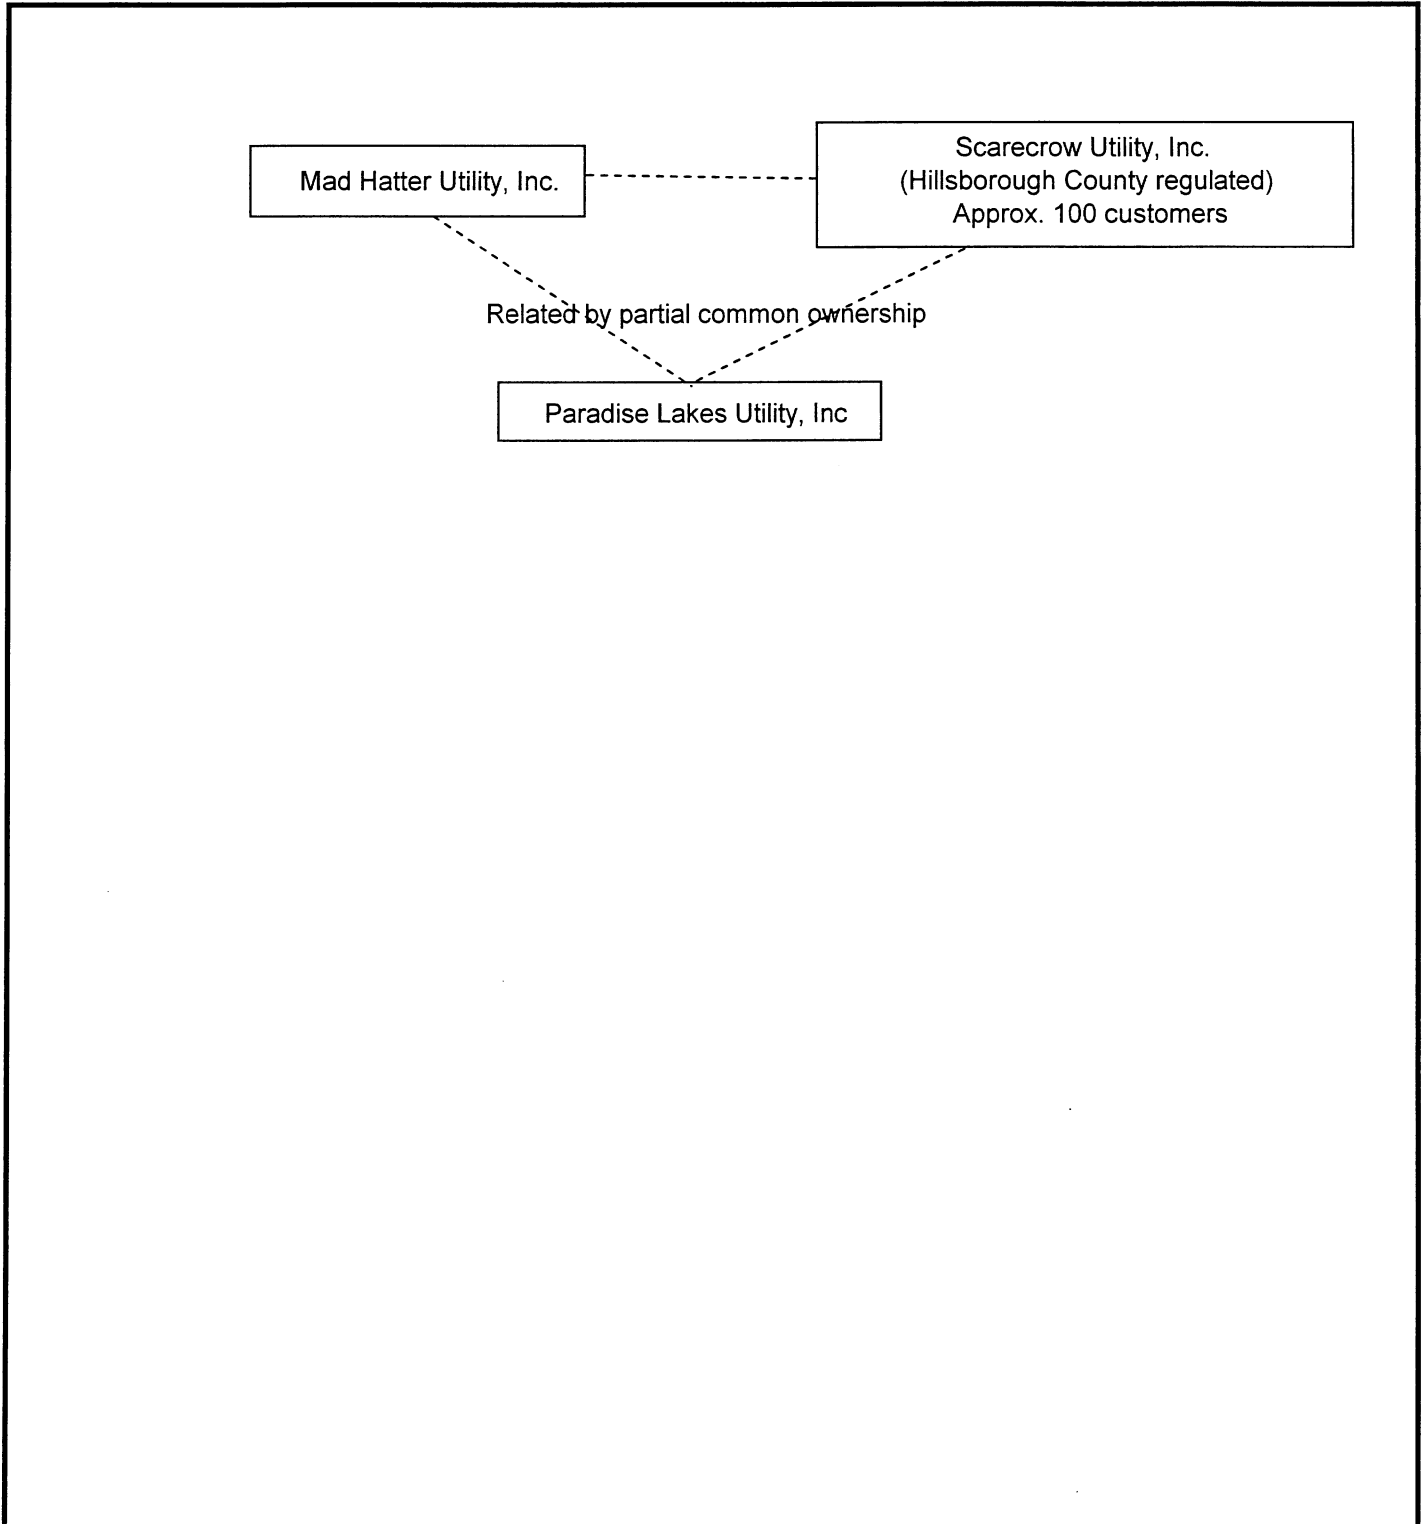 Mad Hatter Utility, Inc.
Scarecrow Utility, Inc.
(Hillsborough County regulated)
Approx. 100 customers
Related by partial common ownership
Paradise Lakes Utility, Inc